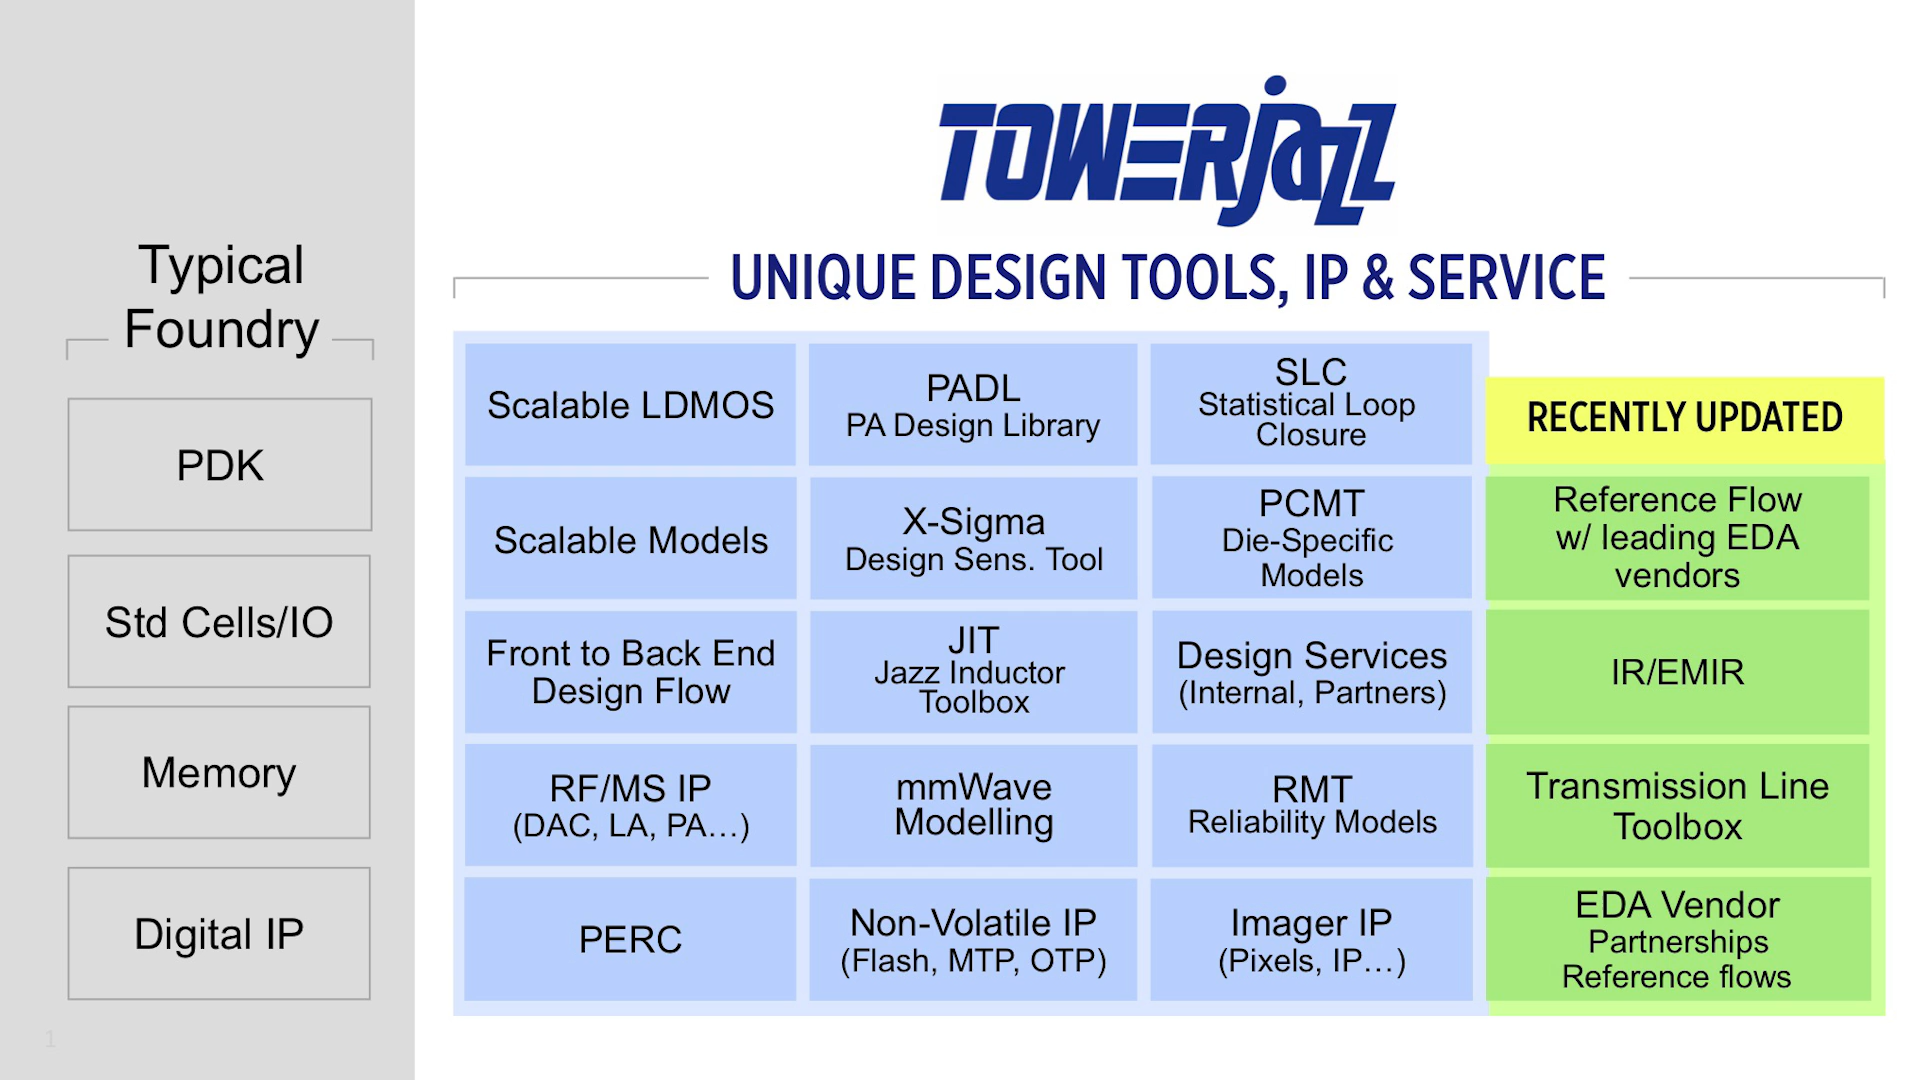 Typical
Foundry
PDK
Std Cells/IO
Memory
Digital IP
1
TOWERjazz
UNIQUE DESIGN TOOLS, IP & SERVICE
Scalable LDMOS
PADL
PA Design Library
SLC
Statistical Loop
Closure
RECENTLY UPDATED
Scalable Models
X-Sigma
Design Sens. Tool
PCMT
Die-Specific
Models
Reference Flow
w/ leading EDA
vendors
Front to Back End
Design Flow
JIT
Jazz Inductor
Toolbox
Design Services
(Internal, Partners)
IR/EMIR
RF/MS IP
(DAC, LA, PA…)
mmWave
Modelling
RMT
Reliability Models
Transmission Line
Toolbox
PERC
Non-Volatile IP
(Flash, MTP, OTP)
Imager IP
(Pixels, IP…)
EDA Vendor
Partnerships
Reference flows